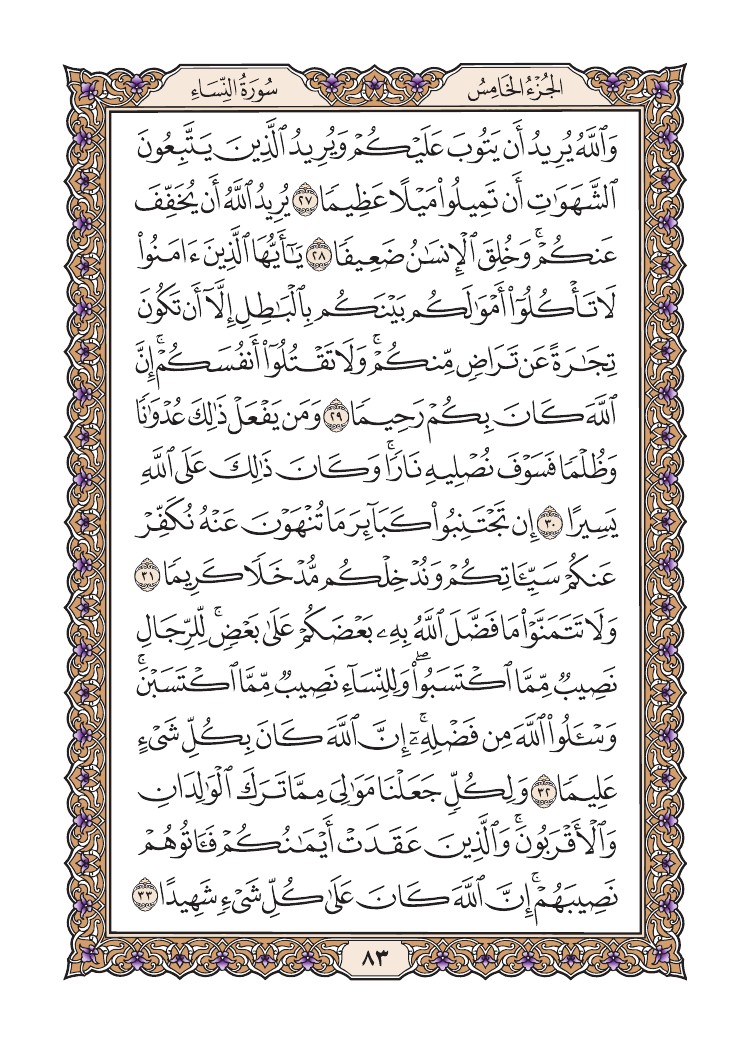 الجُزْءُ الخَامِسُ
سُورَةُ النِّسَاءِ
وَٱللَّهُ يُرِيدُ أَن يَتُوبَ عَلَيۡكُمۡ وَيُرِيدُ ٱلَّذِينَ يَتَّبِعُونَ
ٱلشَّهَوَٰتِ أَن تَمِيلُواْ مَيۡلًا عَظِيمٗا ٢٧ يُرِيدُ ٱللَّهُ أَن يُخَفِّفَ
عَنكُمۡۚ وَخُلِقَ ٱلۡإِنسَٰنُ ضَعِيفٗا ٢٨ يَٰٓأَيُّهَا ٱلَّذِينَ ءَامَنُواْ
لَا تَأۡكُلُوٓاْ أَمۡوَٰلَكُم بَيۡنَكُم بِٱلۡبَٰطِلِ إِلَّآ أَن تَكُونَ
تِجَٰرَةً عَن تَرَاضٖ مِّنكُمۡۚ وَلَا تَقۡتُلُوٓاْ أَنفُسَكُمۡۚ إِنَّ
ٱللَّهَ كَانَ بِكُمۡ رَحِيمٗا ٢٩ وَمَن يَفۡعَلۡ ذَٰلِكَ عُدۡوَٰنٗا
وَظُلۡمٗا فَسَوۡفَ نُصۡلِيهِ نَارٗاۚ وَكَانَ ذَٰلِكَ عَلَى ٱللَّهِ
يَسِيرًا ٣٠ إِن تَجۡتَنِبُواْ كَبَآئِرَ مَا تُنۡهَوۡنَ عَنۡهُ نُكَفِّرۡ
عَنكُمۡ سَيِّـَٔاتِكُمۡ وَنُدۡخِلۡكُم مُّدۡخَلٗا كَرِيمٗا ٣١
وَلَا تَتَمَنَّوۡاْ مَا فَضَّلَ ٱللَّهُ بِهِۦ بَعۡضَكُمۡ عَلَىٰ بَعۡضٖۚ لِّلرِّجَالِ
نَصِيبٞ مِّمَّا ٱكۡتَسَبُواْۖ وَلِلنِّسَآءِ نَصِيبٞ مِّمَّا ٱكۡتَسَبۡنَۚ
وَسۡـَٔلُواْ ٱللَّهَ مِن فَضۡلِهِۦٓۚ إِنَّ ٱللَّهَ كَانَ بِكُلِّ شَيۡءٍ
عَلِيمٗا ٣٢ وَلِكُلّٖ جَعَلۡنَا مَوَٰلِيَ مِمَّا تَرَكَ ٱلۡوَٰلِدَانِ
وَٱلۡأَقۡرَبُونَۚ وَٱلَّذِينَ عَقَدَتۡ أَيۡمَٰنُكُمۡ فَـَٔاتُوهُمۡ
نَصِيبَهُمۡۚ إِنَّ ٱللَّهَ كَانَ عَلَىٰ كُلِّ شَيۡءٖ شَهِيدًا ٣٣
٨٣